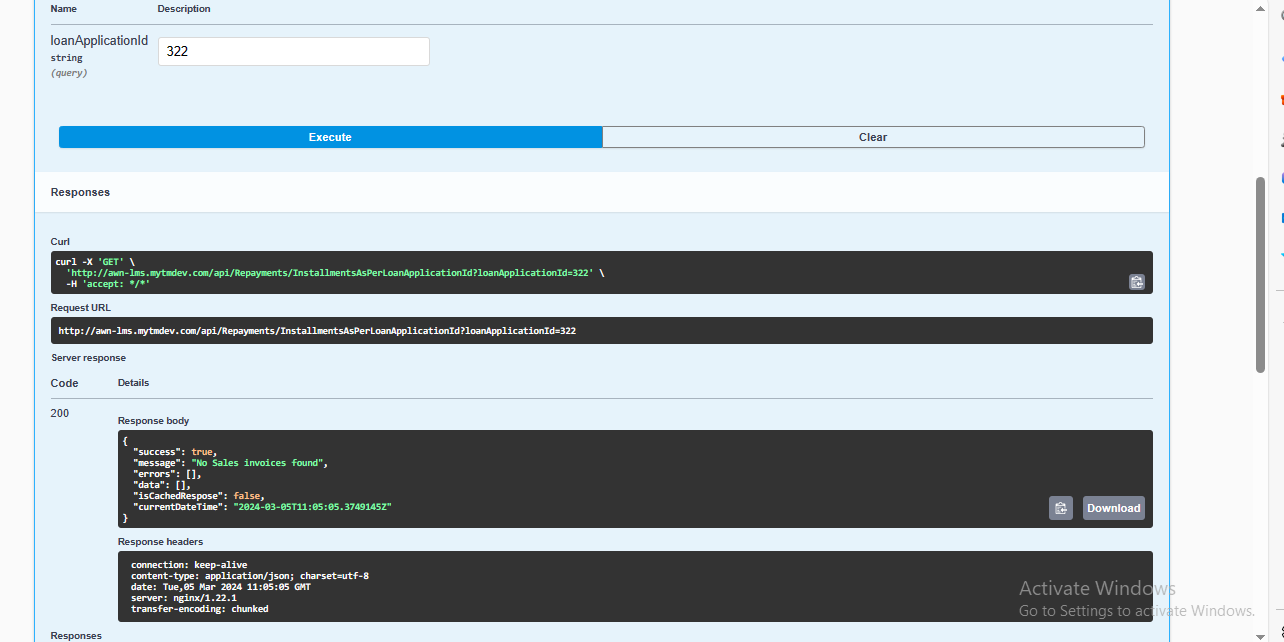 Name Description
loanApplicationId
string
(query)
322
Execute Clear
Responses
Curl
curl -X 'GET' \
'http://awn-lms.mytmdev.com/api/Repayments/InstallmentsAsPerLoanApplicationId?loanApplicationId=322' \
-H 'accept: */*'
Request URL
http://awn-lms.mytmdev.com/api/Repayments/InstallmentsAsPerLoanApplicationId?loanApplicationId=322
Server response
Code Details
200
Response body
{
"success": true,
"message": "No Sales invoices found",
"errors": [],
"data": [],
"isCachedRespose": false,
"currentDateTime": "2024-03-05T11:05:05.3749145Z"
}
Download
Response headers
connection: keep-alive
content-type: application/json; charset=utf-8
date: Tue,05 Mar 2024 11:05:05 GMT
server: nginx/1.22.1
transfer-encoding: chunked
Activate Windows
Go to Settings to activate Windows.
Responses